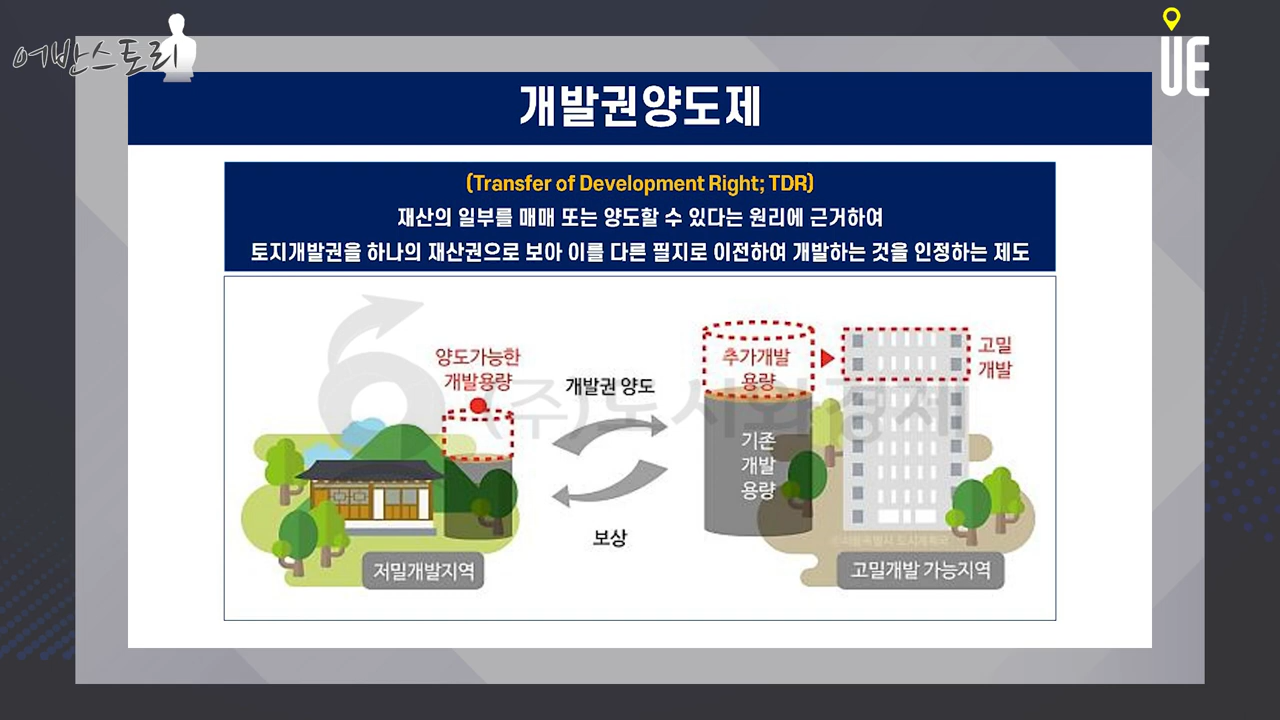 어반스토리
UE
개발권양도제
(Transfer of Development Right; TDR)
재산의 일부를 매매 또는 양도할 수 있다는 원리에 근거하여
토지개발권을 하나의 재산권으로 보아 이를 다른 필지로 이전하여 개발하는 것을 인정하는 제도
양도가능한
개발용량
개발권 양도
보상
추가개발
용량
기존
개발
용량
고밀
개발
(주)도시와경제
저밀개발지역
고밀개발 가능지역